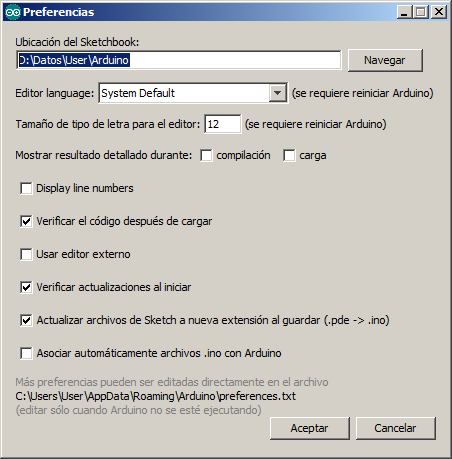 Preferencias
Ubicación del Sketchbook:
D:\Datos\User\Arduino Navegar
Editor language: System Default (se requiere reiniciar Arduino)
Tamaño de tipo de letra para el editor: 12 (se requiere reiniciar Arduino)
Mostrar resultado detallado durante: compilación carga
Display line numbers
Verificar el código después de cargar
Usar editor externo
Verificar actualizaciones al iniciar
Actualizar archivos de Sketch a nueva extensión al guardar (.pde -> .ino)
Asociar automáticamente archivos .ino con Arduino
Más preferencias pueden ser editadas directamente en el archivo
C:\Users\User\AppData\Roaming\Arduino\preferences.txt
(editar sólo cuando Arduino no se esté ejecutando)
Aceptar Cancelar